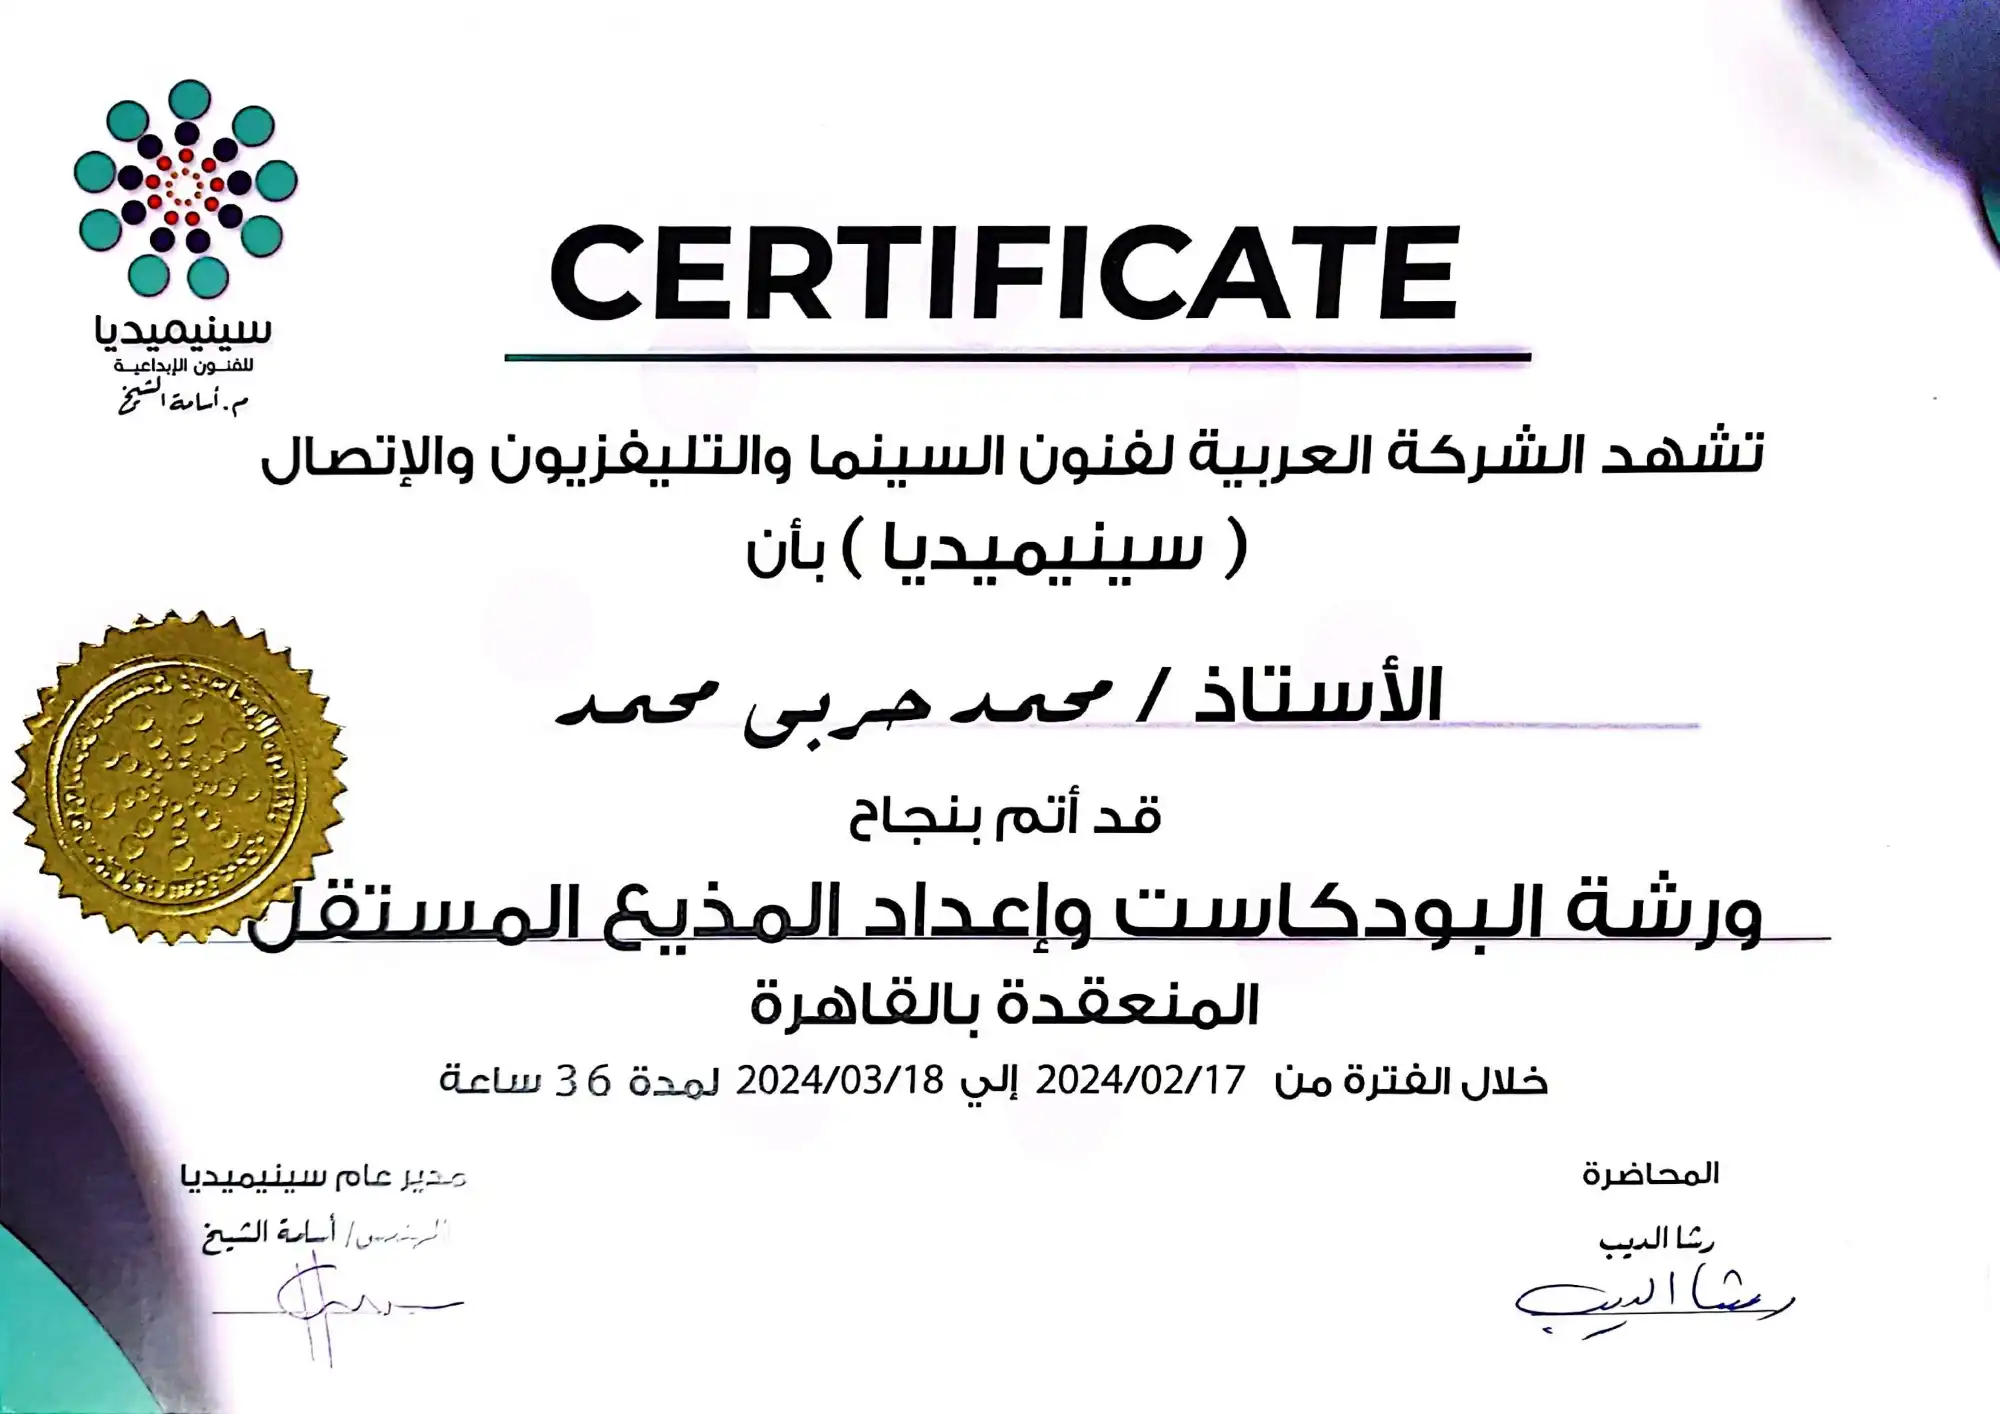 سينيميديا
للفنـون الإبداعيـة
م. أسامة الشيخ
CERTIFICATE
تشهد الشركة العربية لفنون السينما والتليفزيون والإتصال
( سينيميديا ) بأن
الأستاذ / محمد حربى محمد
قد أتم بنجاح
ورشة البودكاست وإعداد المذيع المستقل
المنعقدة بالقاهرة
خلال الفترة من 2024/02/17 إلي 2024/03/18 لمدة 36 ساعة
المحاضرة
رشا الديب
رشا الديب
مدير عام سينيميديا
المهندس/ أسامة الشيخ